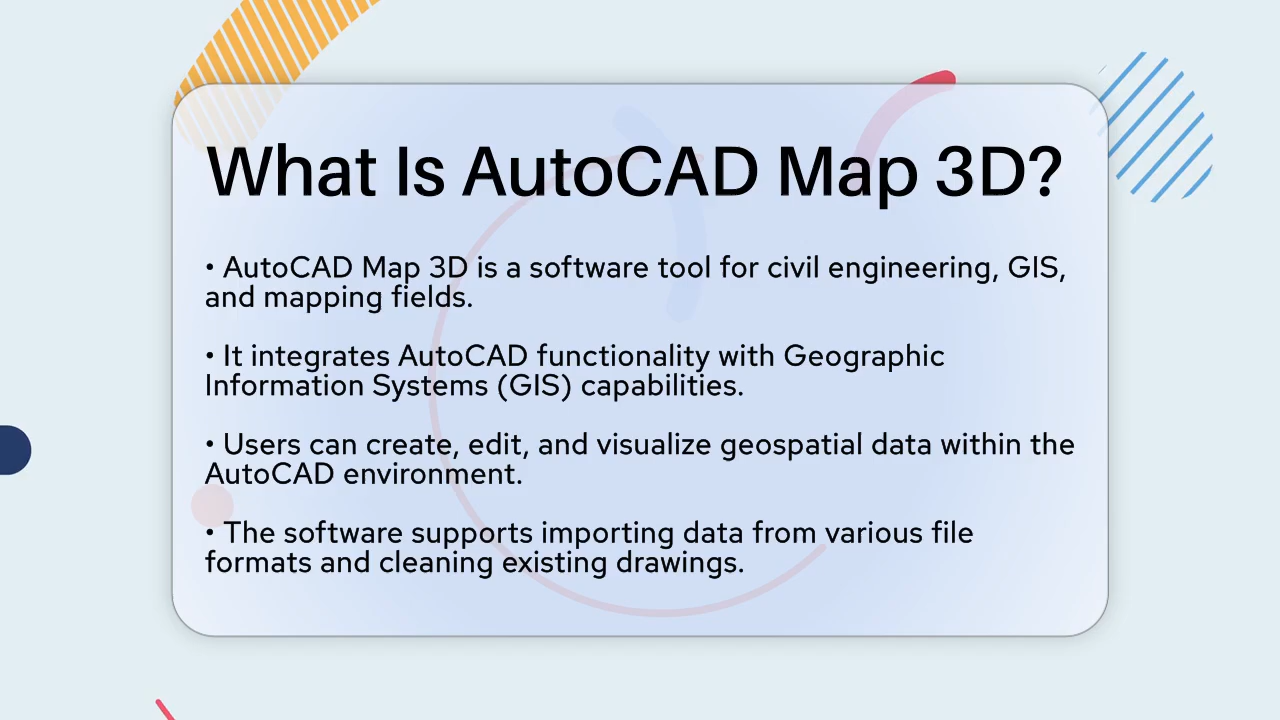 What Is AutoCAD Map 3D?
• AutoCAD Map 3D is a software tool for civil engineering, GIS,
and mapping fields.
• It integrates AutoCAD functionality with Geographic
Information Systems (GIS) capabilities.
• Users can create, edit, and visualize geospatial data within the
AutoCAD environment.
• The software supports importing data from various file
formats and cleaning existing drawings.